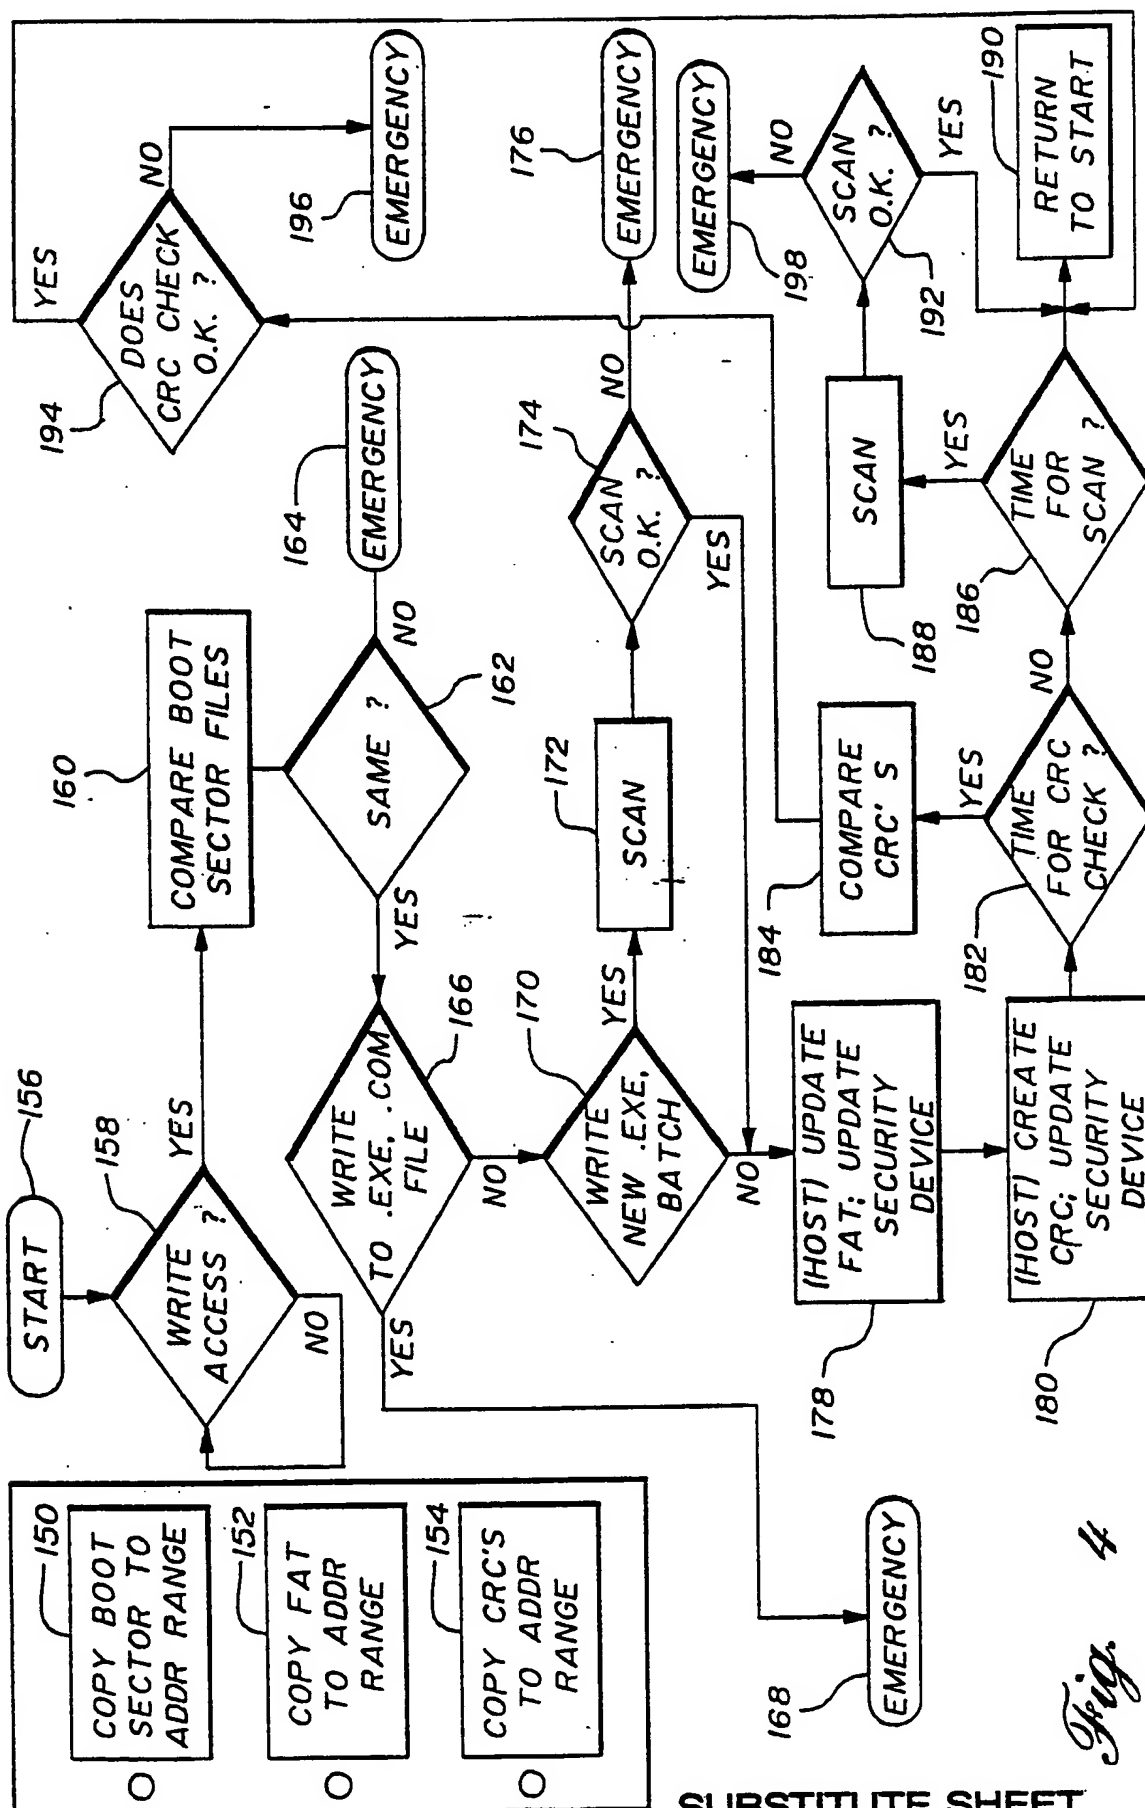 150
COPY BOOT
SECTOR TO
ADDR RANGE
152
COPY FAT
TO ADDR
RANGE
154
COPY CRC'S
TO ADDR
RANGE
START
156
WRITE
ACCESS ?
158
NO
YES
160
COMPARE BOOT
SECTOR FILES
SAME ?
162
NO
EMERGENCY
164
YES
WRITE
TO .EXE, .COM
FILE
166
YES
EMERGENCY
168
NO
WRITE
NEW .EXE,
BATCH
170
YES
SCAN
172
SCAN
O.K. ?
174
NO
EMERGENCY
176
YES
NO
(HOST) UPDATE
FAT; UPDATE
SECURITY
DEVICE
178
(HOST) CREATE
CRC; UPDATE
SECURITY
DEVICE
180
TIME
FOR CRC
CHECK ?
182
YES
COMPARE
CRC'S
184
NO
TIME
FOR
SCAN ?
186
YES
SCAN
188
SCAN
O.K. ?
192
NO
EMERGENCY
198
YES
RETURN
TO START
190
DOES
CRC CHECK
O.K. ?
194
YES
NO
EMERGENCY
196
Fig. 4
SUBSTITUTE SHEET